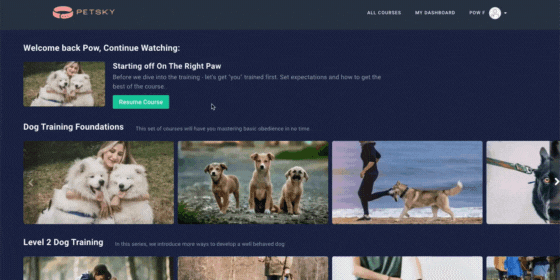 PETSKY
ALL COURSES
MY DASHBOARD
POW F
Welcome back Pow, Continue Watching:
Starting off On The Right Paw
Before we dive into the training - let's get "you" trained first. Set expectations and how to get the
best of the course.
Resume Course
Dog Training Foundations
This set of courses will have you mastering basic obedience in no time.
Level 2 Dog Training
In this series, we introduce more ways to develop a well behaved dog